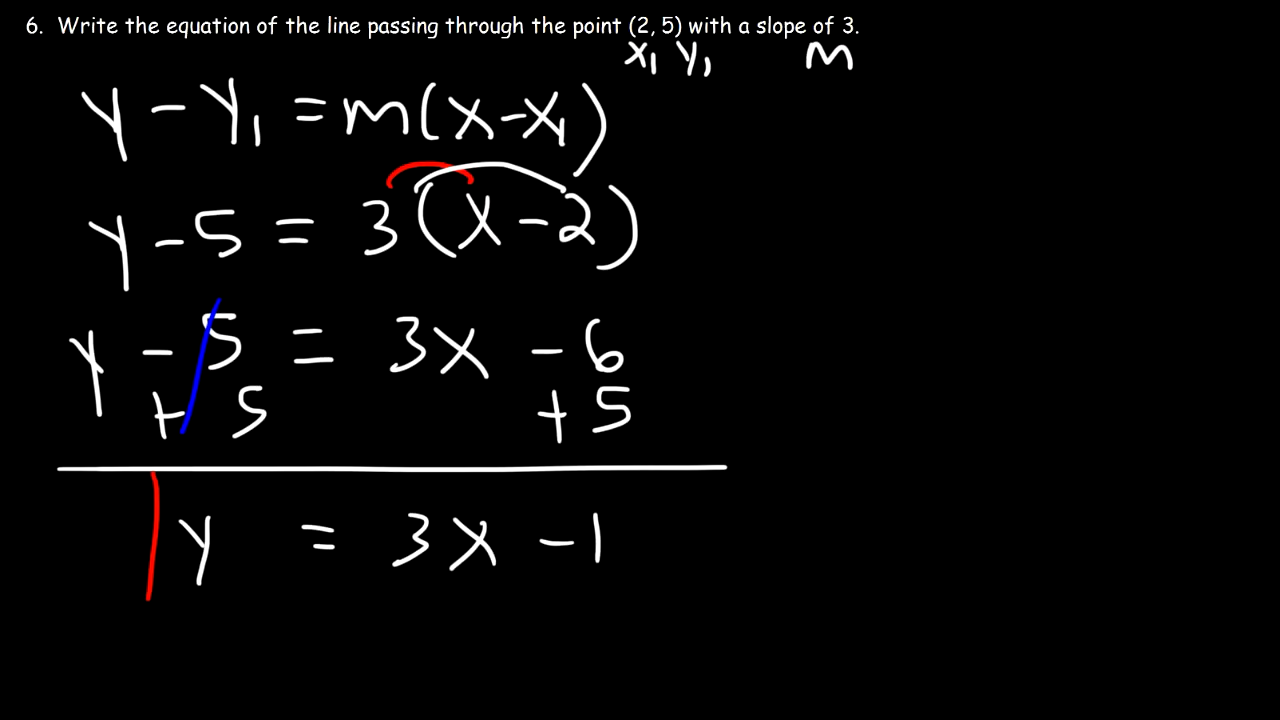 6. Write the equation of the line passing through the point (2, 5) with a slope of 3.
x₁ y₁ m
y - y₁ = m(x - x₁)
y - 5 = 3(x - 2)
y - 5 = 3x - 6
+ 5 + 5
y = 3x - 1